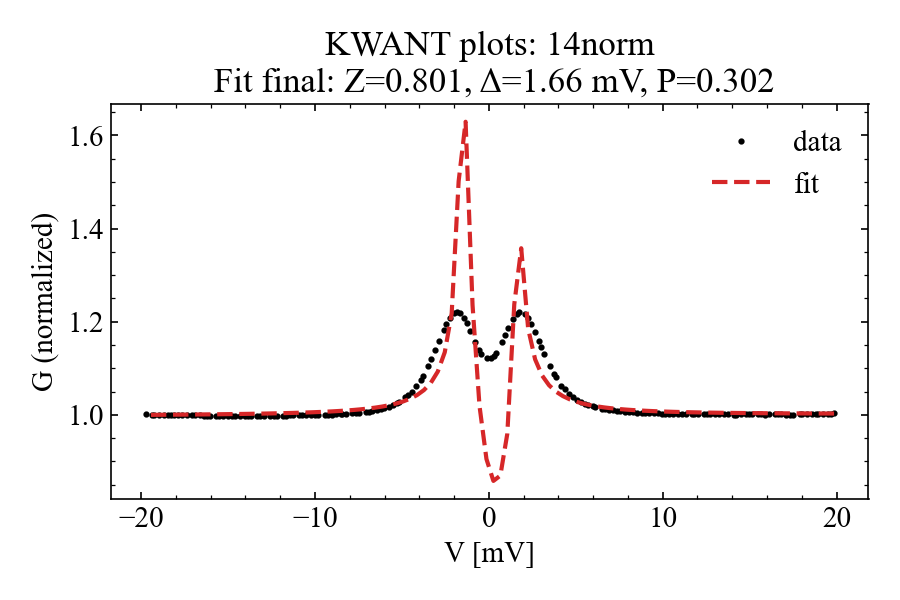 KWANT plots: 14norm
Fit final: Z=0.801, Δ=1.66 mV, P=0.302
data
fit
1.6
1.4
1.2
1.0
G (normalized)
−20
−10
0
10
20
V [mV]